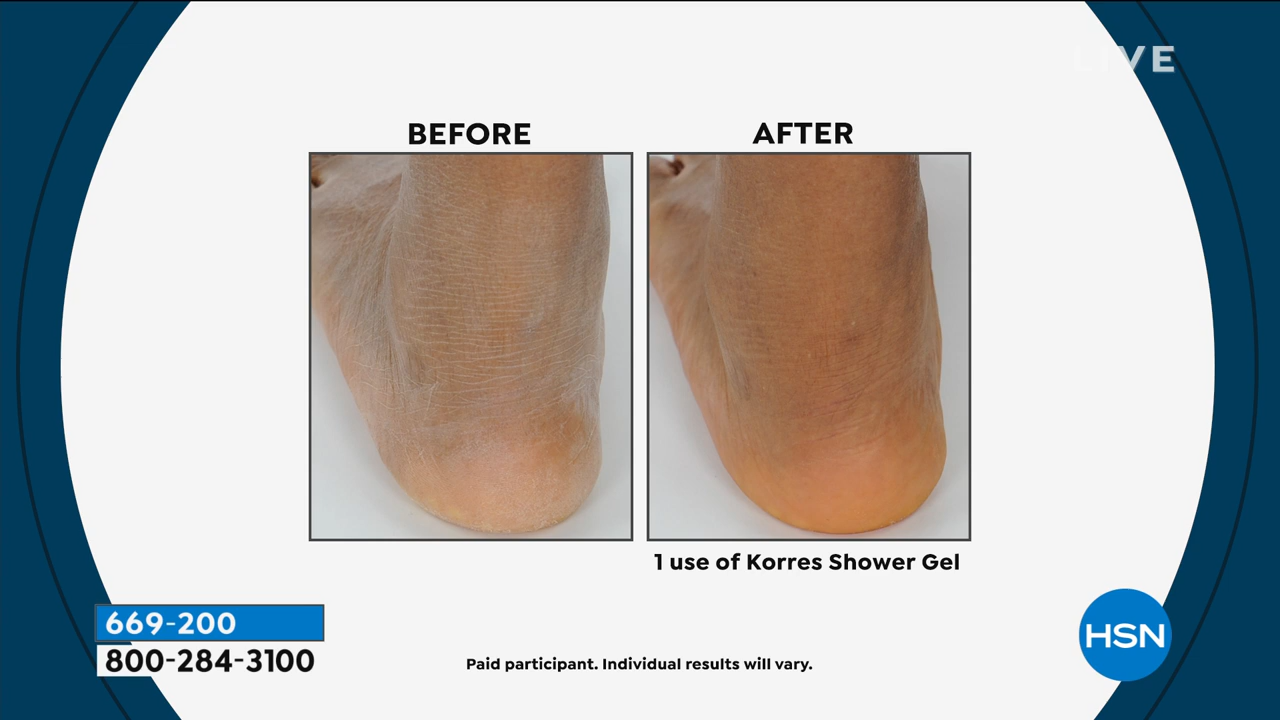 LIVE
BEFORE
AFTER
1 use of Korres Shower Gel
669-200
800-284-3100
Paid participant. Individual results will vary.
HSN